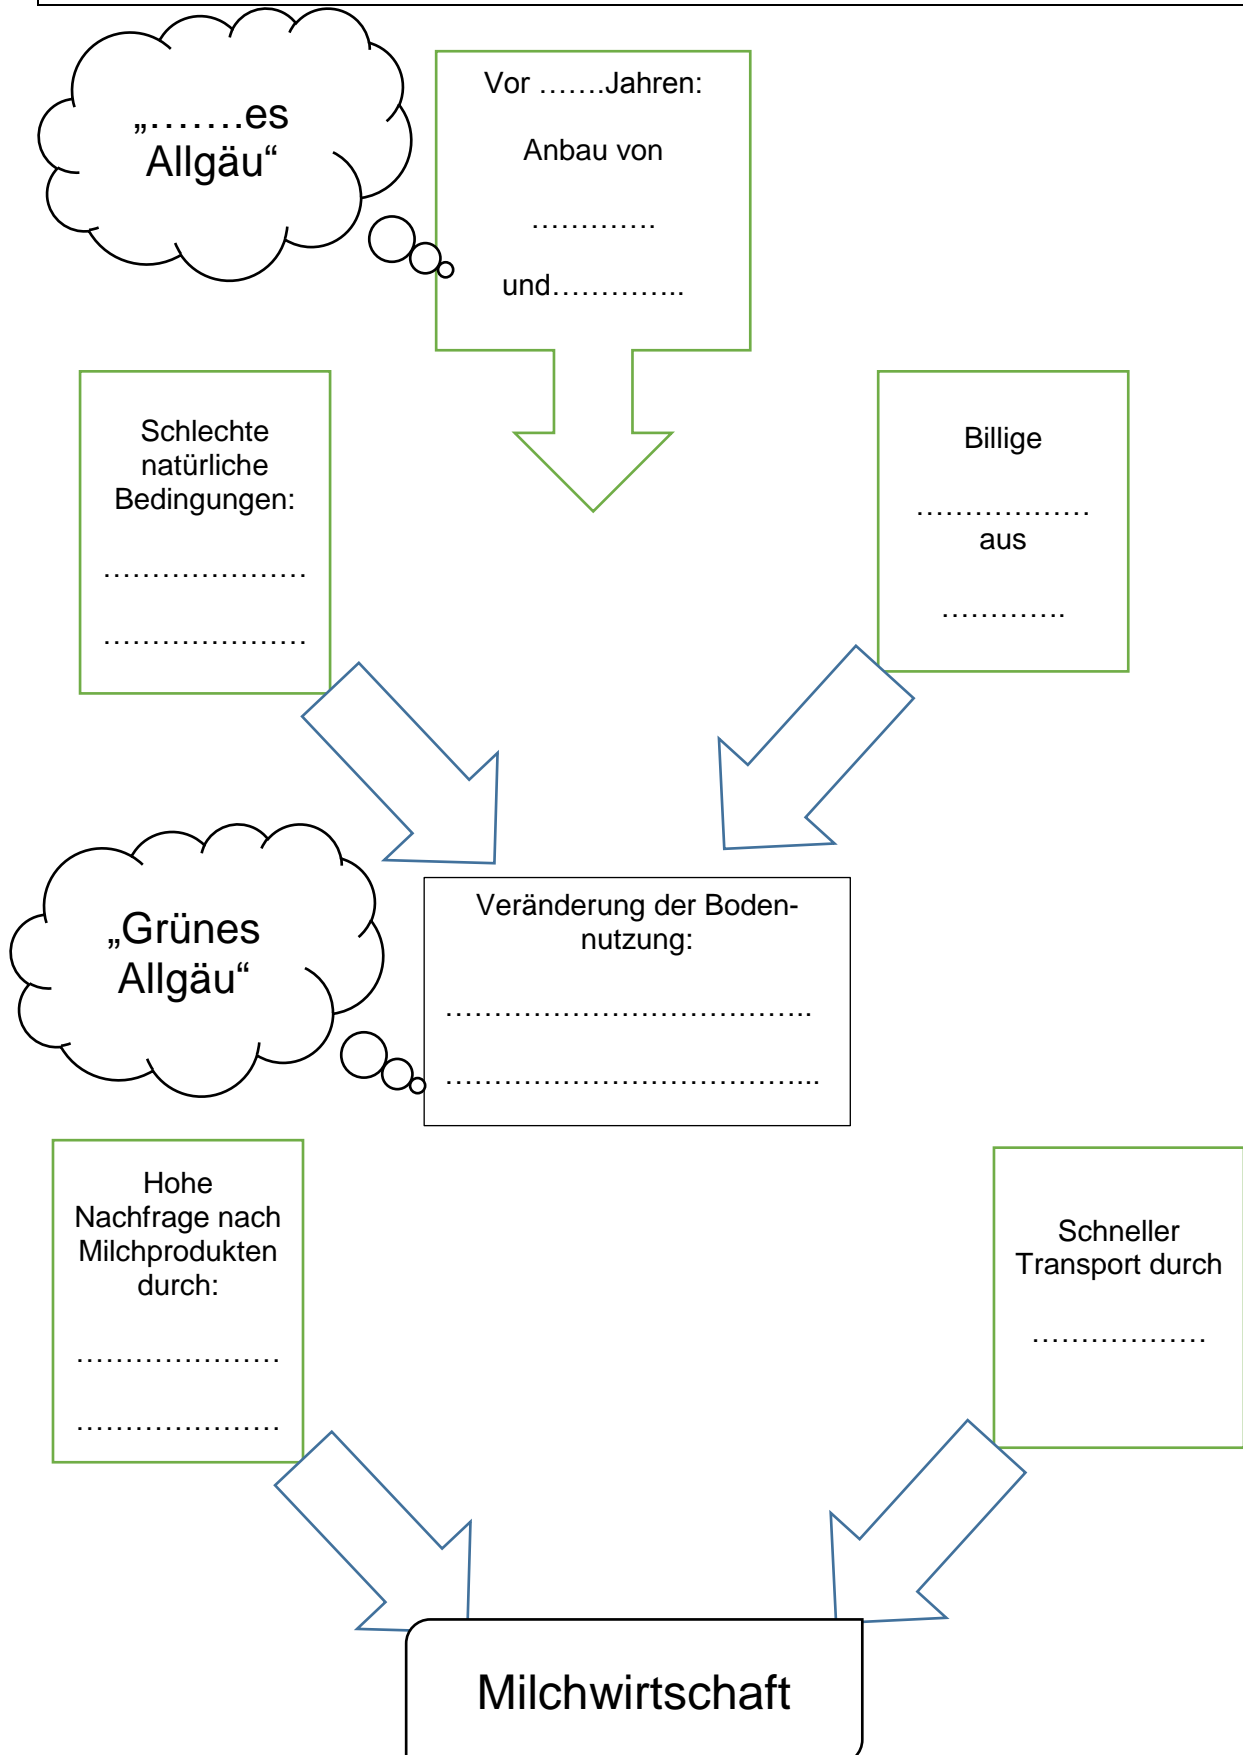 „…….es
Allgäu“
Vor …….Jahren:
Anbau von
………….
und…………..
Schlechte
natürliche
Bedingungen:
…………………
…………………
Billige
………………
aus
………….
„Grünes
Allgäu“
Veränderung der Boden-
nutzung:
………………………………..
………………………………...
Hohe
Nachfrage nach
Milchprodukten
durch:
…………………
…………………
Schneller
Transport durch
………………
Milchwirtschaft